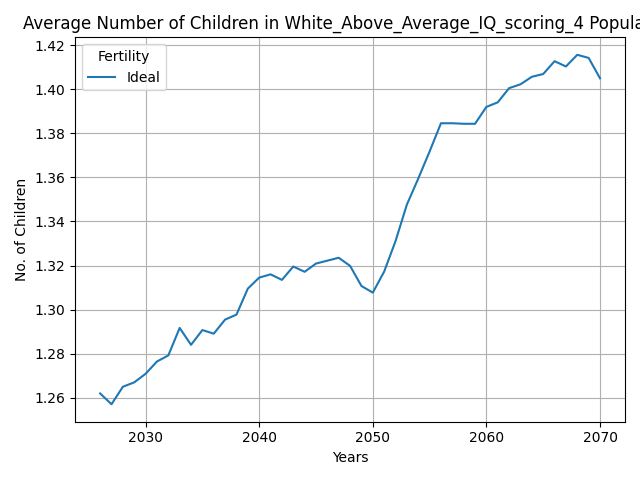 Average Number of Children in White_Above_Average_IQ_scoring_4 Popula
Fertility
Ideal
1.42
1.40
1.38
1.36
1.34
1.32
1.30
1.28
1.26
No. of Children
2030 2040 2050 2060 2070
Years